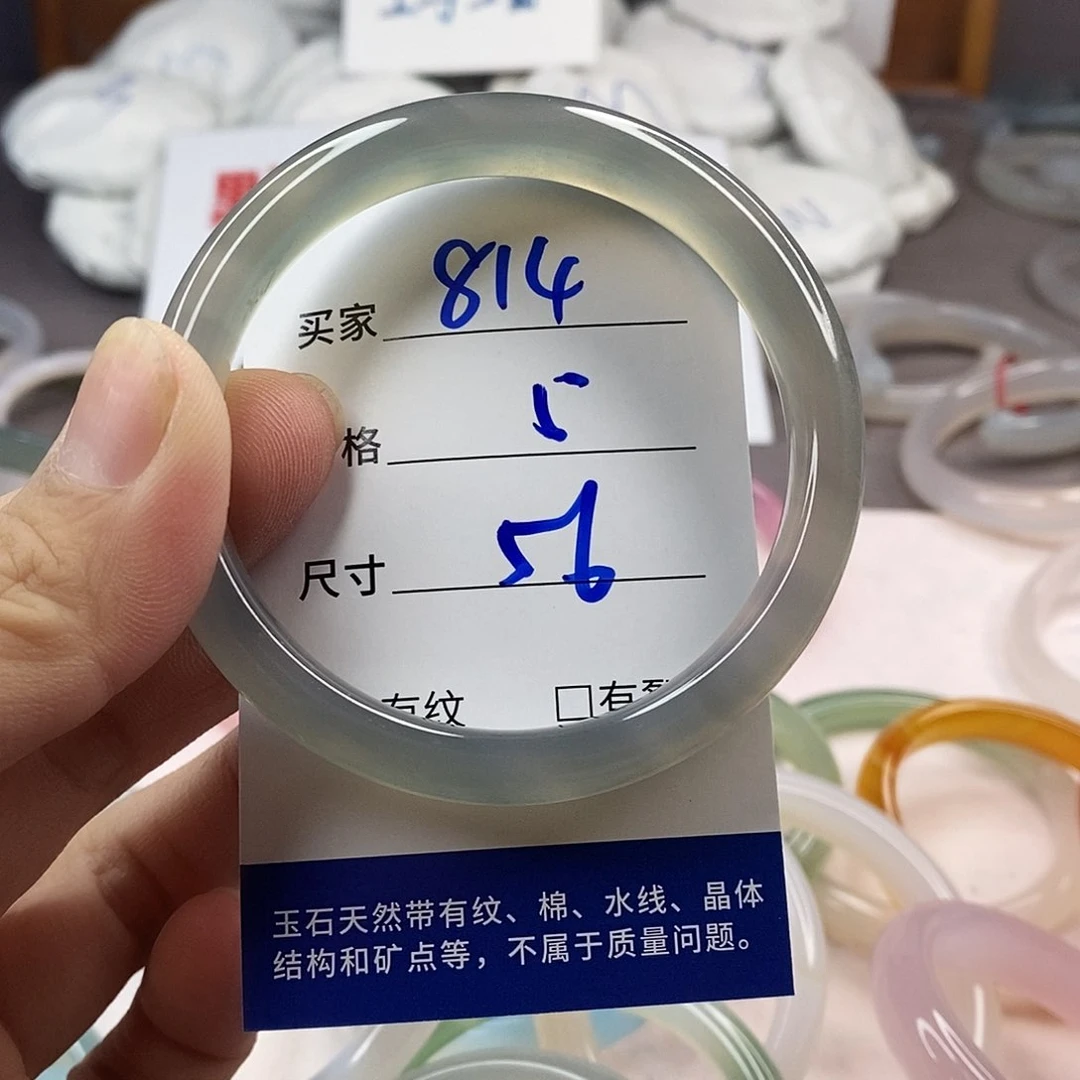 买家 814
格 5
尺寸 56
有纹 □有裂
玉石天然带有纹、棉、水线、晶体
结构和矿点等，不属于质量问题。